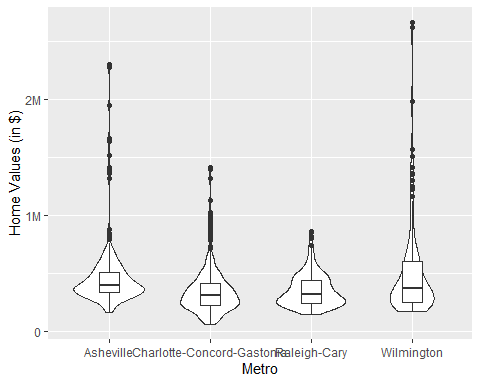 2M
1M
0
Home Values (in $)
Asheville Charlotte-Concord-Gastonia Raleigh-Cary Wilmington
Metro